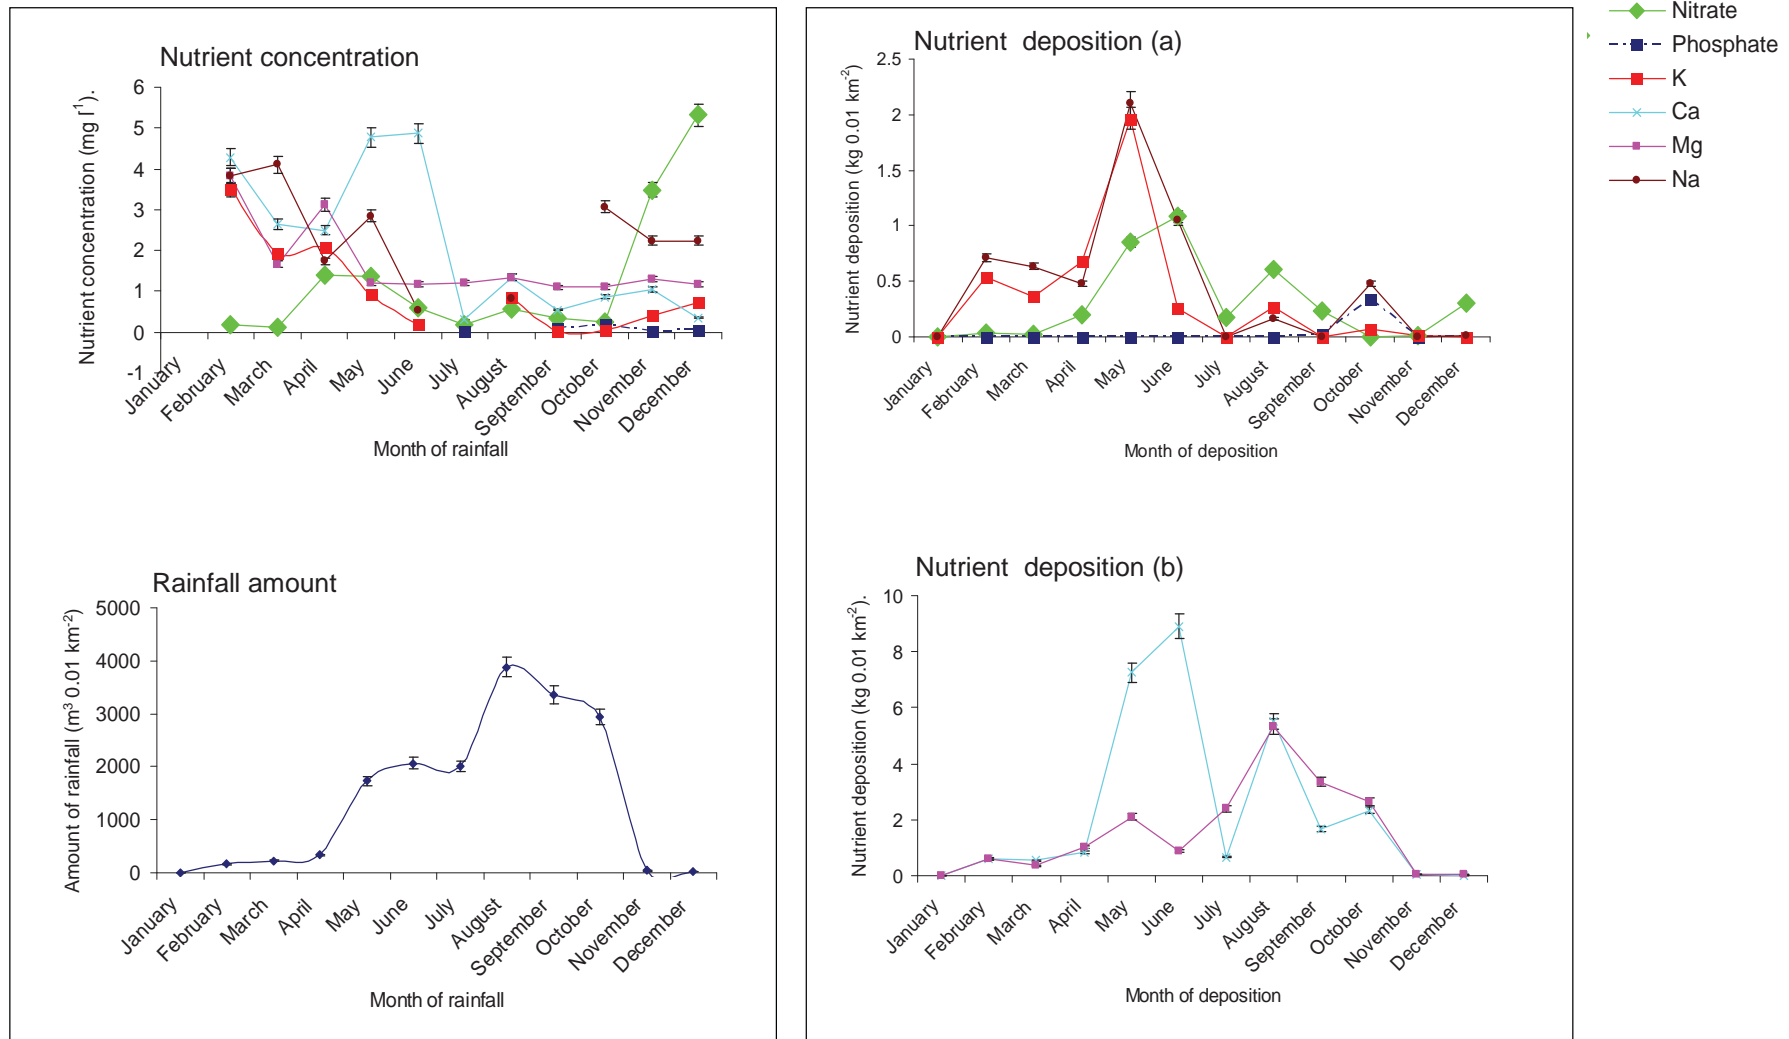 Nutrient concentration
Nutrient concentration (mg l⁻¹).
6
5
4
3
2
1
0
-1
January
February
March
April
May
June
July
August
September
October
November
December
Month of rainfall
Rainfall amount
Amount of rainfall (m³ 0.01 km⁻²)
5000
4000
3000
2000
1000
0
January
February
March
April
May
June
July
August
September
October
November
December
Month of rainfall
Nutrient deposition (a)
Nutrient deposition (kg 0.01 km⁻²)
2.5
2
1.5
1
0.5
0
January
February
March
April
May
June
July
August
September
October
November
December
Month of deposition
Nutrient deposition (b)
Nutrient deposition (kg 0.01 km⁻²).
10
8
6
4
2
0
January
February
March
April
May
June
July
August
September
October
November
December
Month of deposition
Nitrate
Phosphate
K
Ca
Mg
Na